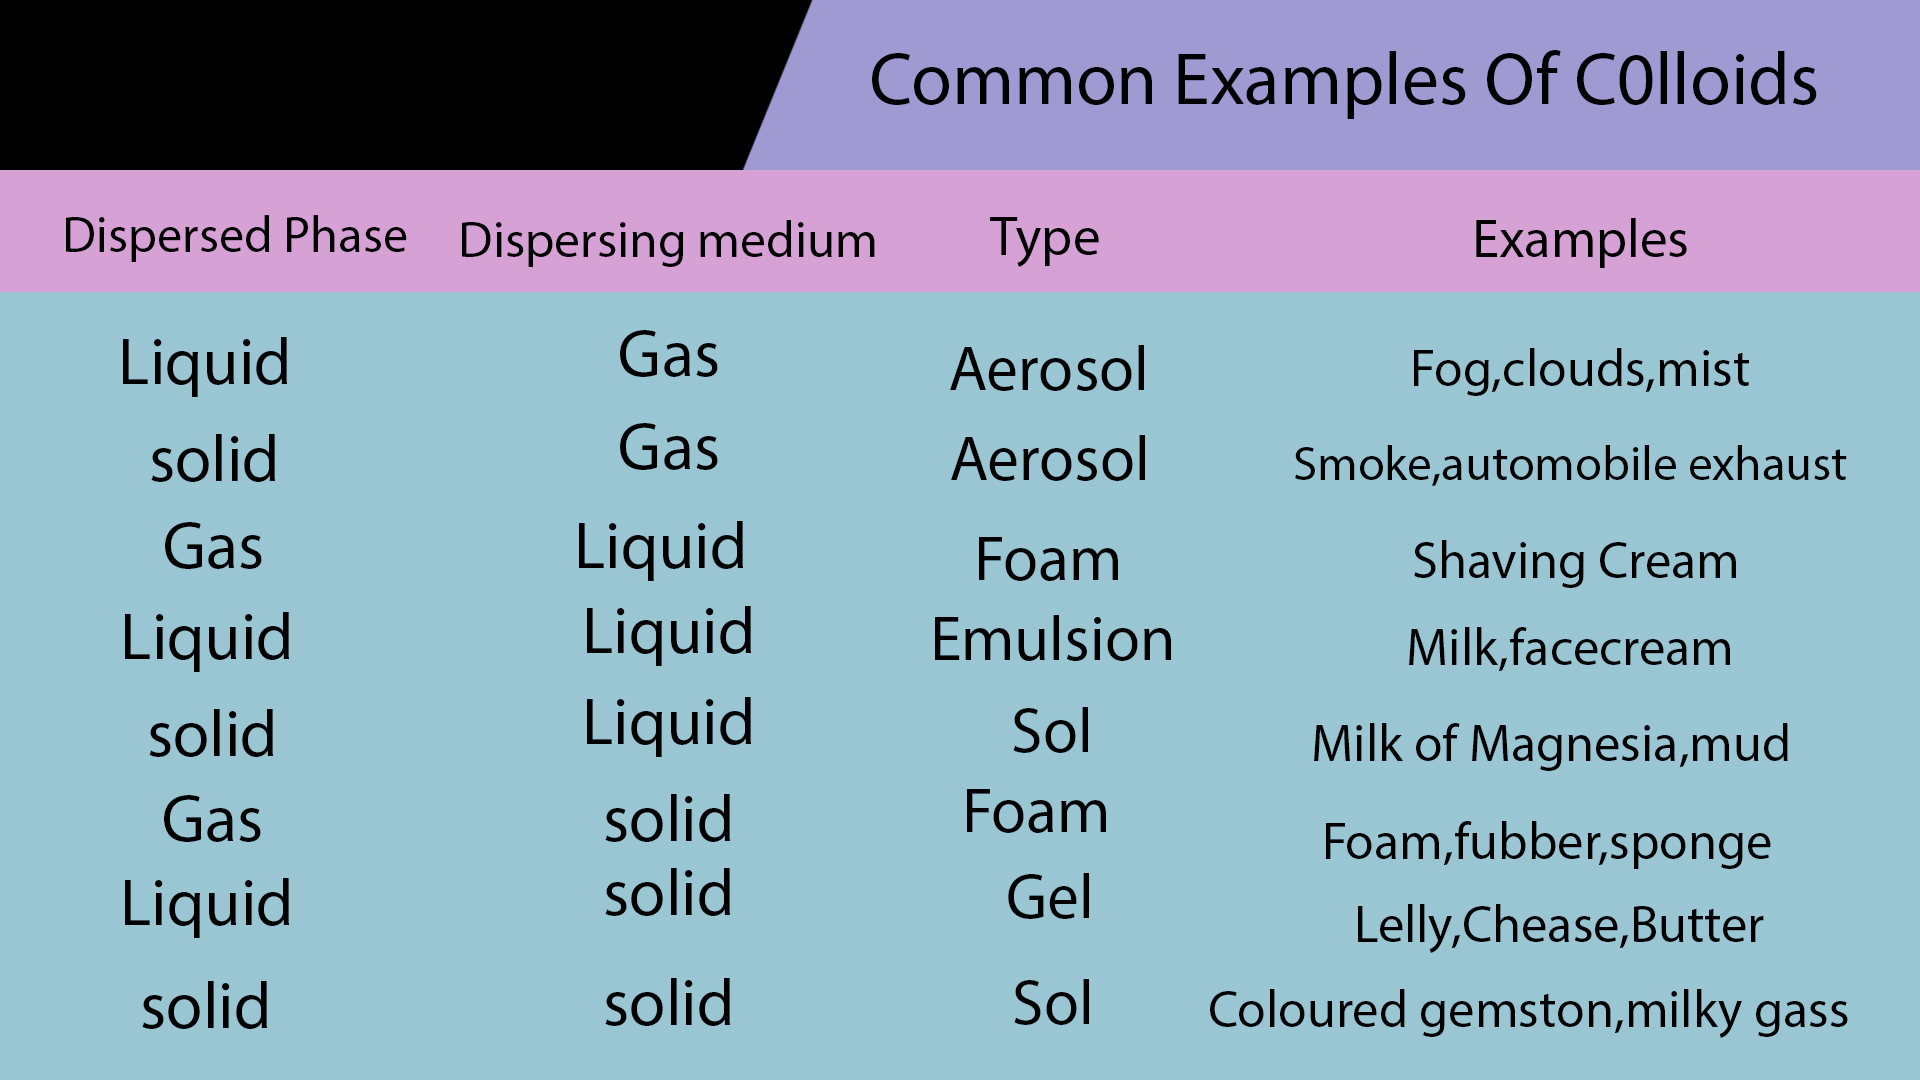 Common Examples Of C0lloids
Dispersed Phase Dispersing medium Type Examples
Liquid Gas Aerosol Fog,clouds,mist
solid Gas Aerosol Smoke,automobile exhaust
Gas Liquid Foam Shaving Cream
Liquid Liquid Emulsion Milk,facecream
solid Liquid Sol Milk of Magnesia,mud
Gas solid Foam Foam,fubber,sponge
Liquid solid Gel Lelly,Chease,Butter
solid solid Sol Coloured gemston,milky gass